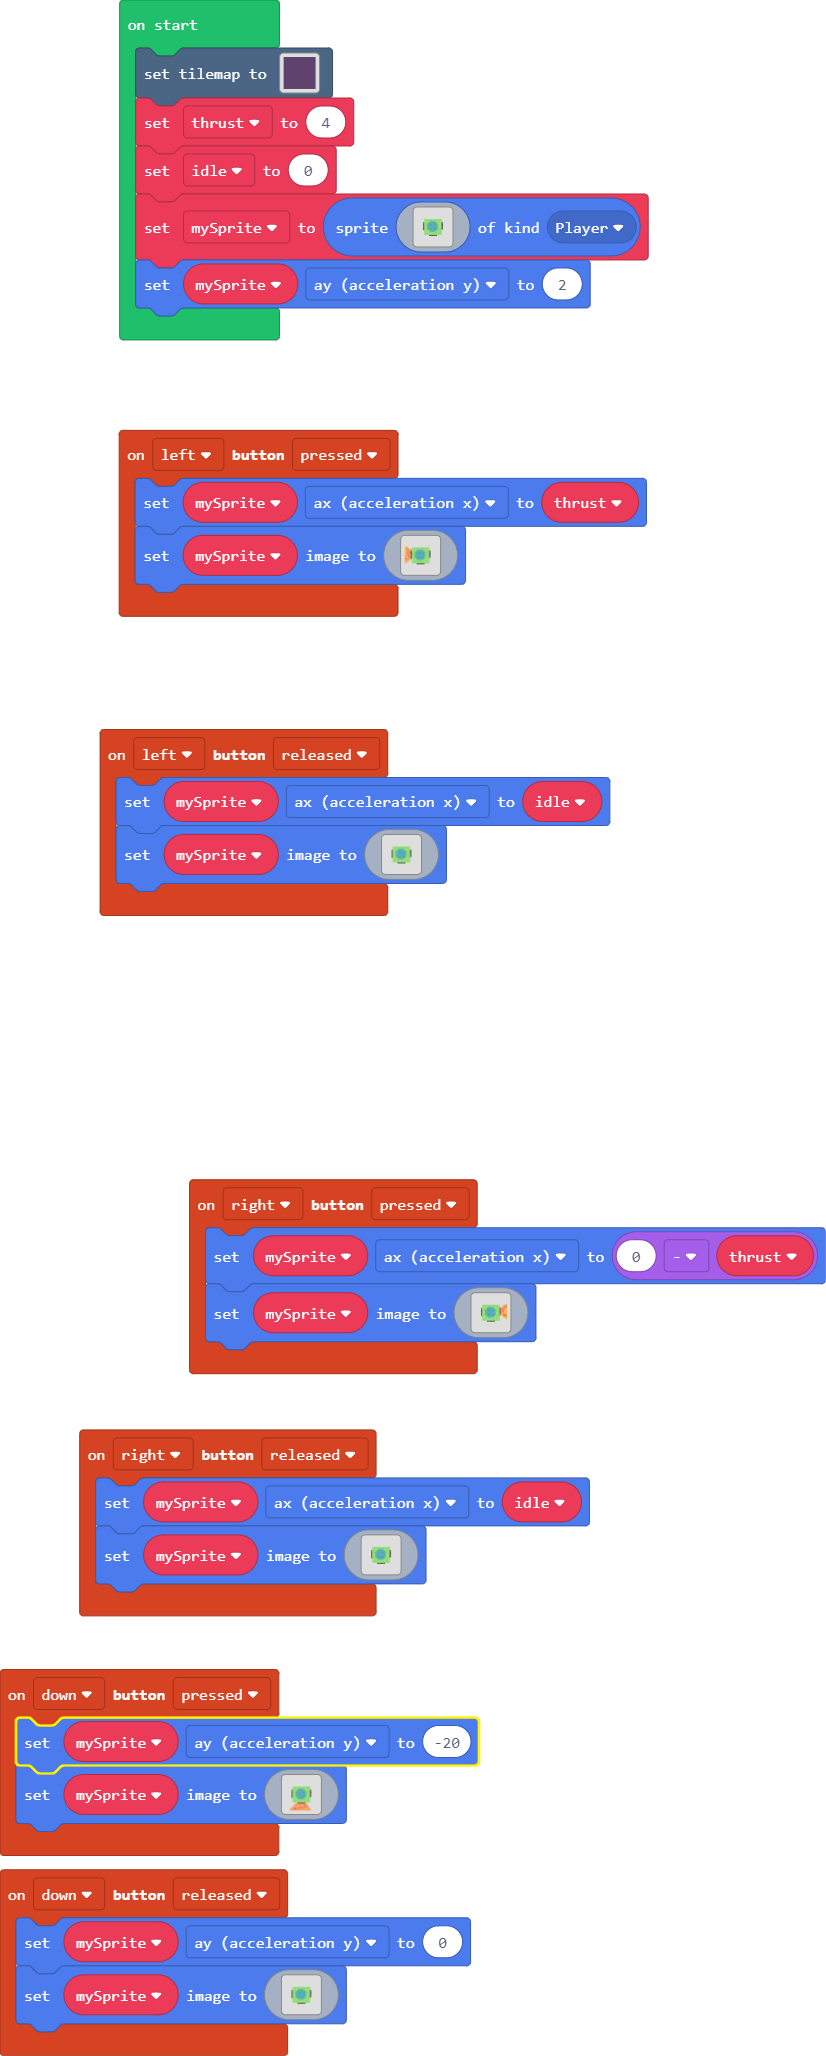 on start
set tilemap to
set thrust to 4
set idle to 0
set mySprite to sprite of kind Player
set mySprite ay (acceleration y) to 2
on left button pressed
set mySprite ax (acceleration x) to thrust
set mySprite image to
on left button released
set mySprite ax (acceleration x) to idle
set mySprite image to
on right button pressed
set mySprite ax (acceleration x) to 0 - thrust
set mySprite image to
on right button released
set mySprite ax (acceleration x) to idle
set mySprite image to
on down button pressed
set mySprite ay (acceleration y) to -20
set mySprite image to
on down button released
set mySprite ay (acceleration y) to 0
set mySprite image to